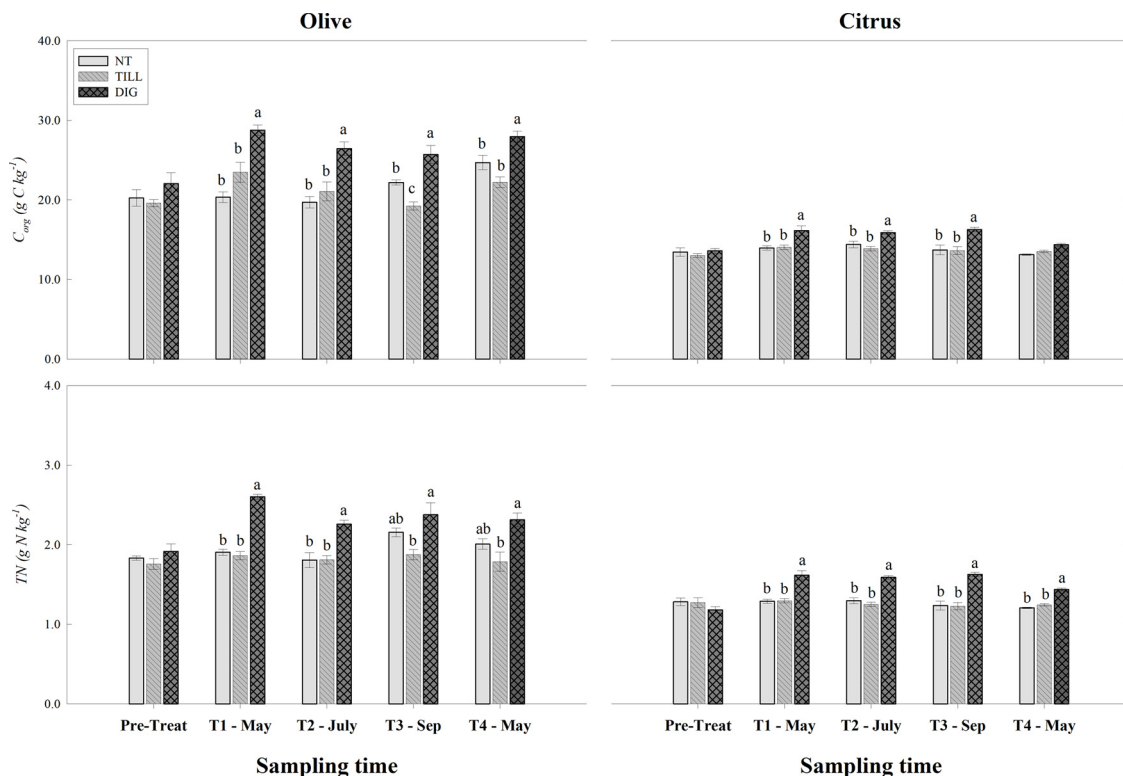 Olive
Citrus
40.0
30.0
20.0
10.0
0.0
C_org (g C kg⁻¹)
NT
TILL
DIG
b b a
b b a
b c a
b b a
b b a
b b a
b b a
4.0
3.0
2.0
1.0
0.0
TN (g N kg⁻¹)
b b a
b b a
ab b a
ab b a
b b a
b b a
b b a
b b a
Pre-Treat T1 - May T2 - July T3 - Sep T4 - May
Pre-Treat T1 - May T2 - July T3 - Sep T4 - May
Sampling time
Sampling time